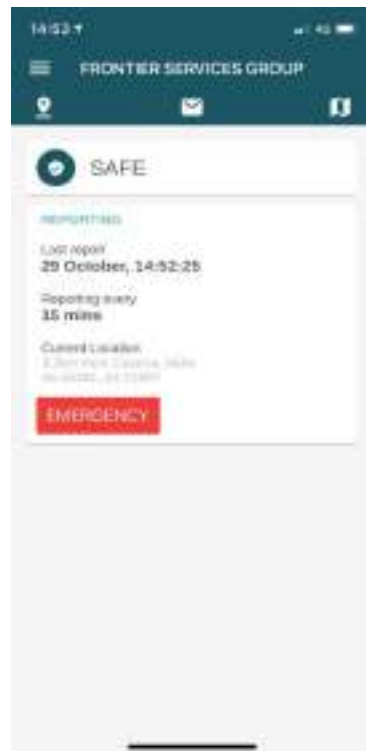 14:53
4G
FRONTIER SERVICES GROUP
SAFE
REPORTING
Last report
29 October, 14:52:25
Reporting every
15 mins
Current Location
EMERGENCY